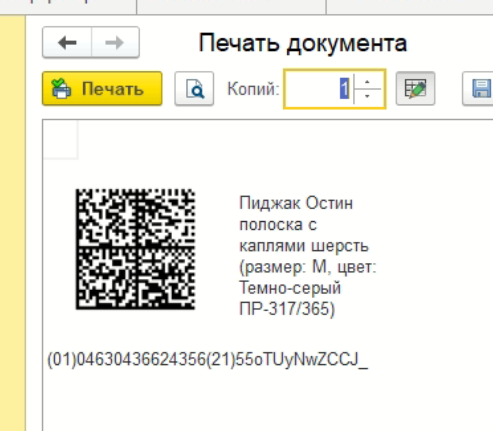 Печать документа
Печать
Копий:
1
Пиджак Остин
полоска с
каплями шерсть
(размер: M, цвет:
Темно-серый
ПР-317/365)
(01)04630436624356(21)55oTUyNwZCCJ_